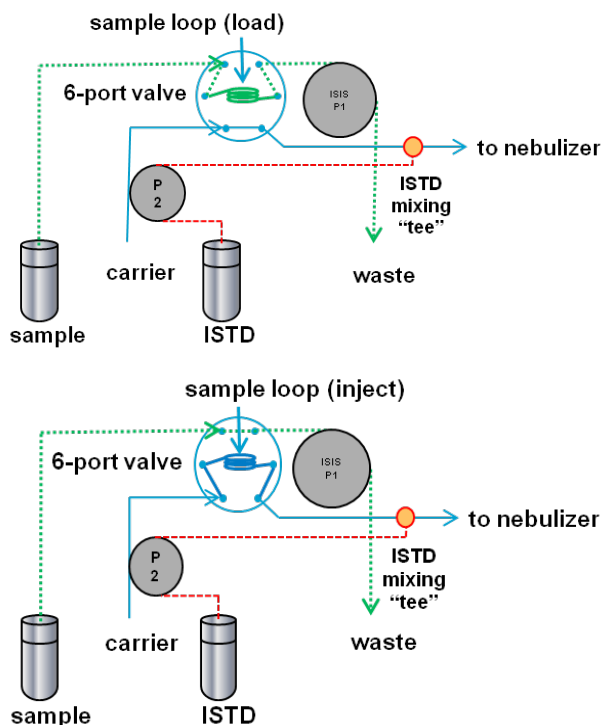 sample loop (load)
6-port valve
ISIS
P1
to nebulizer
P
2
ISTD
mixing
“tee”
carrier
waste
sample
ISTD
sample loop (inject)
6-port valve
ISIS
P1
to nebulizer
P
2
ISTD
mixing
“tee”
carrier
waste
sample
ISTD